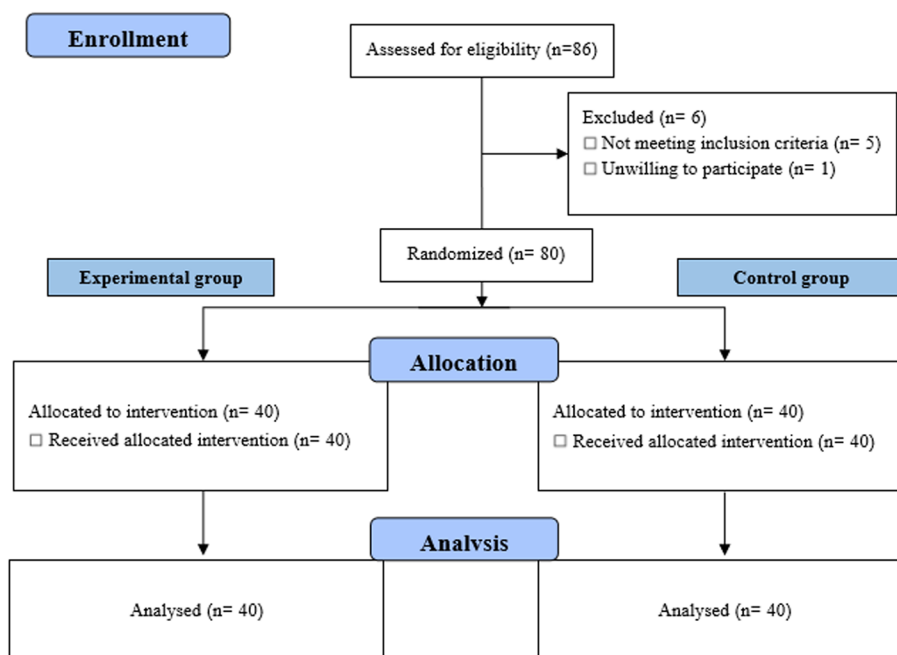 Enrollment
Assessed for eligibility (n=86)
Excluded (n= 6)
☐ Not meeting inclusion criteria (n= 5)
☐ Unwilling to participate (n= 1)
Randomized (n= 80)
Experimental group
Control group
Allocation
Allocated to intervention (n= 40)
☐ Received allocated intervention (n= 40)
Allocated to intervention (n= 40)
☐ Received allocated intervention (n= 40)
Analysis
Analysed (n= 40)
Analysed (n= 40)